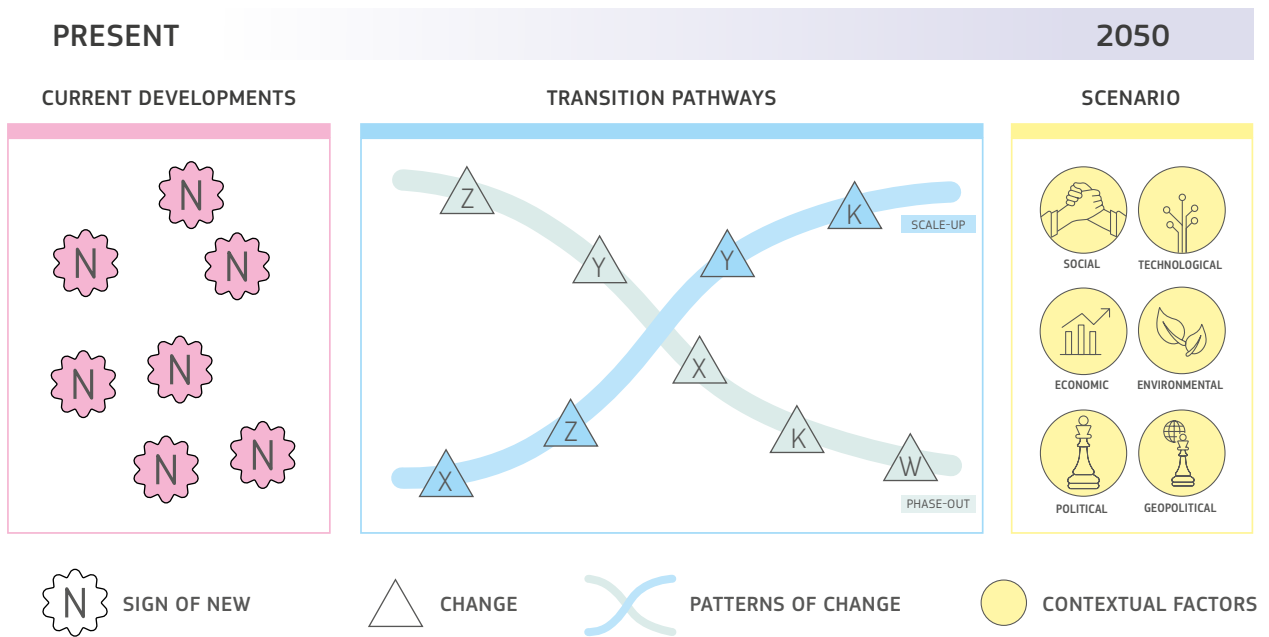 PRESENT
2050
CURRENT DEVELOPMENTS
TRANSITION PATHWAYS
SCENARIO
N
N
N
N
N
N
N
Z
Y
X
K
W
X
Z
Y
K
SCALE-UP
PHASE-OUT
SOCIAL
TECHNOLOGICAL
ECONOMIC
ENVIRONMENTAL
POLITICAL
GEOPOLITICAL
N
SIGN OF NEW
CHANGE
PATTERNS OF CHANGE
CONTEXTUAL FACTORS